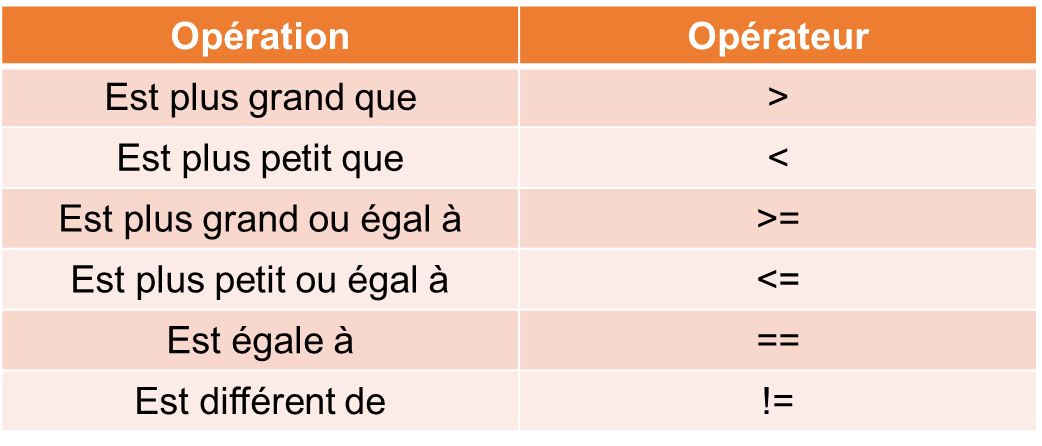 Opération Opérateur
Est plus grand que >
Est plus petit que <
Est plus grand ou égal à >=
Est plus petit ou égal à <=
Est égale à ==
Est différent de !=